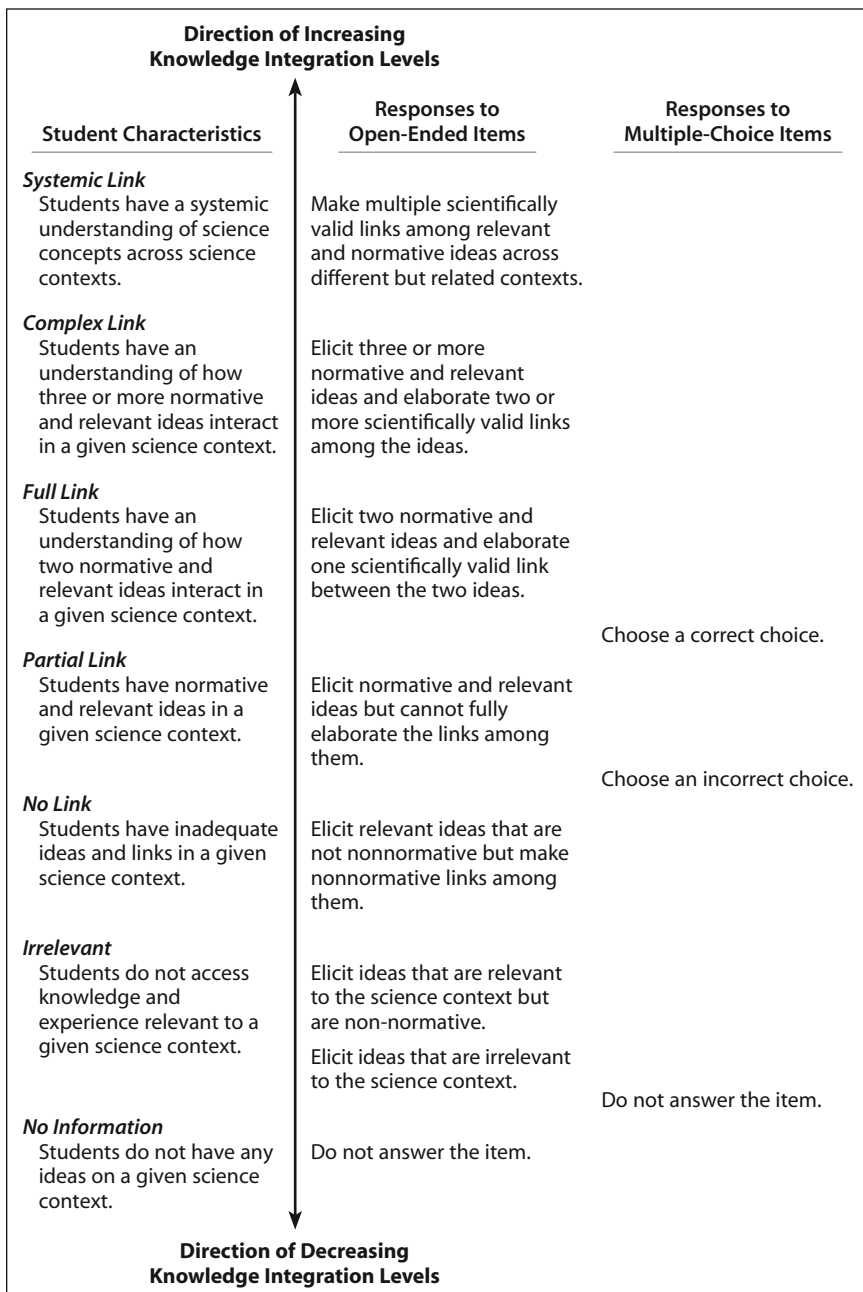 Direction of Increasing
Knowledge Integration Levels
Student Characteristics
Responses to
Open-Ended Items
Responses to
Multiple-Choice Items
Systemic Link
Students have a systemic
understanding of science
concepts across science
contexts.
Make multiple scientifically
valid links among relevant
and normative ideas across
different but related contexts.
Complex Link
Students have an
understanding of how
three or more normative
and relevant ideas interact
in a given science context.
Elicit three or more
normative and relevant
ideas and elaborate two or
more scientifically valid links
among the ideas.
Full Link
Students have an
understanding of how
two normative and
relevant ideas interact in
a given science context.
Elicit two normative and
relevant ideas and elaborate
one scientifically valid link
between the two ideas.
Choose a correct choice.
Partial Link
Students have normative
and relevant ideas in a
given science context.
Elicit normative and relevant
ideas but cannot fully
elaborate the links among
them.
Choose an incorrect choice.
No Link
Students have inadequate
ideas and links in a given
science context.
Elicit relevant ideas that are
not nonnormative but make
nonnormative links among
them.
Irrelevant
Students do not access
knowledge and
experience relevant to a
given science context.
Elicit ideas that are relevant
to the science context but
are non-normative.
Elicit ideas that are irrelevant
to the science context.
Do not answer the item.
No Information
Students do not have any
ideas on a given science
context.
Do not answer the item.
Direction of Decreasing
Knowledge Integration Levels